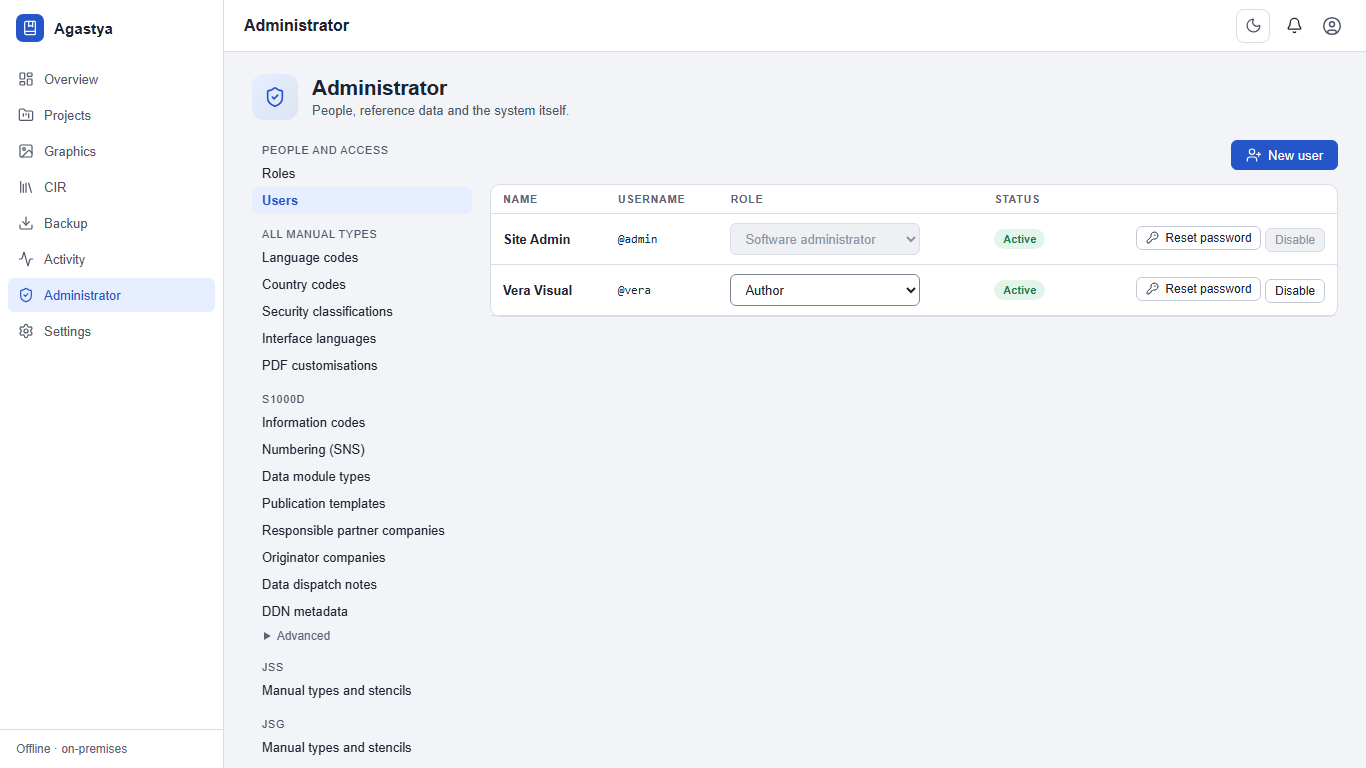 Agastya
Administrator
Overview
Projects
Graphics
CIR
Backup
Activity
Administrator
Settings
Offline · on-premises
Administrator
People, reference data and the system itself.
PEOPLE AND ACCESS
Roles
Users
ALL MANUAL TYPES
Language codes
Country codes
Security classifications
Interface languages
PDF customisations
S1000D
Information codes
Numbering (SNS)
Data module types
Publication templates
Responsible partner companies
Originator companies
Data dispatch notes
DDN metadata
Advanced
JSS
Manual types and stencils
JSG
Manual types and stencils
New user
NAME USERNAME ROLE STATUS
Site Admin @admin Software administrator Active Reset password Disable
Vera Visual @vera Author Active Reset password Disable